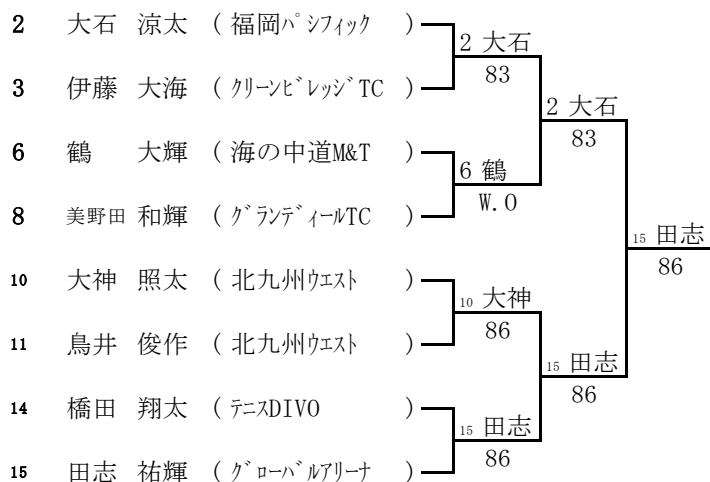 2 大石 涼太 ( 福岡パシフィック )
2 大石
83
3 伊藤 大海 ( クリーンビレッジTC )
2 大石
83
6 鶴 大輝 ( 海の中道M&T )
6 鶴
W.O
8 美野田 和輝 ( グランディールTC )
15 田志
86
10 大神 照太 ( 北九州ウエスト )
10 大神
86
11 鳥井 俊作 ( 北九州ウエスト )
15 田志
86
14 橋田 翔太 ( テニスDIVO )
15 田志
86
15 田志 祐輝 ( グローバルアリーナ )